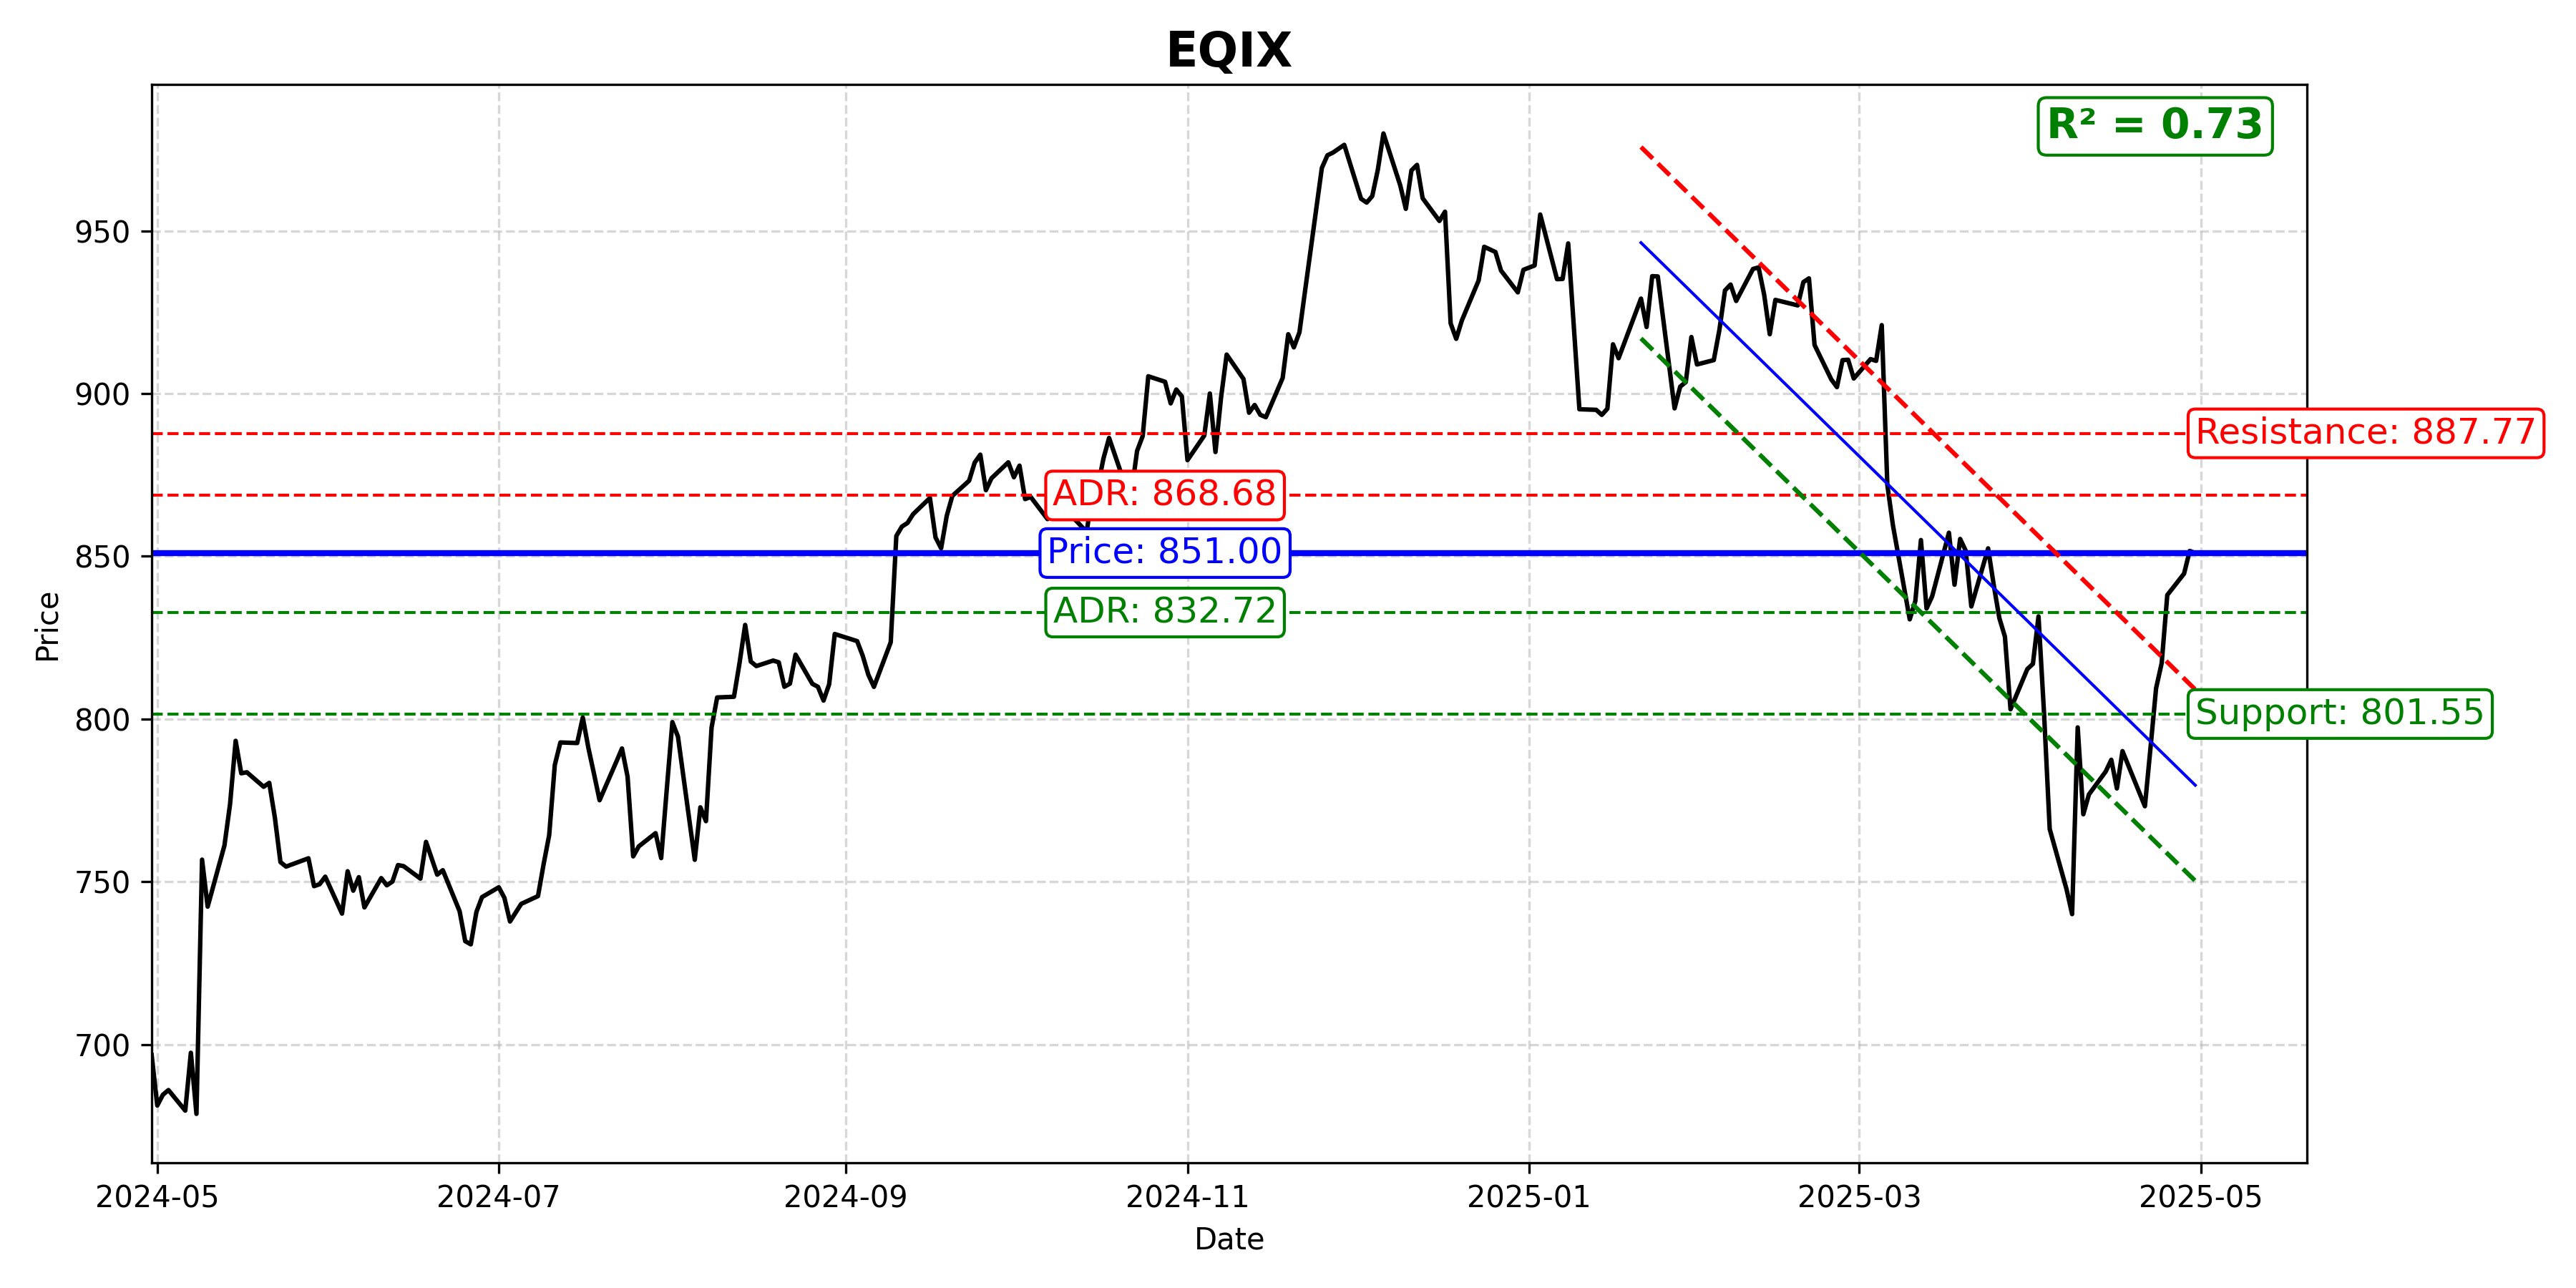 EQIX
R² = 0.73
950
900
850
800
750
700
Price
Resistance: 887.77
ADR: 868.68
Price: 851.00
ADR: 832.72
Support: 801.55
2024-05
2024-07
2024-09
2024-11
2025-01
2025-03
2025-05
Date